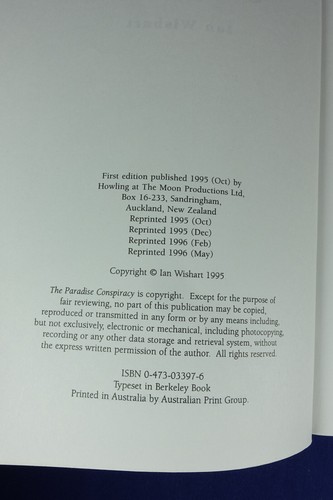 First edition published 1995 (Oct) by
Howling at The Moon Productions Ltd,
Box 16-233, Sandringham,
Auckland, New Zealand
Reprinted 1995 (Oct)
Reprinted 1995 (Dec)
Reprinted 1996 (Feb)
Reprinted 1996 (May)
Copyright © Ian Wishart 1995
The Paradise Conspiracy is copyright. Except for the purpose of
fair reviewing, no part of this publication may be copied,
reproduced or transmitted in any form or by any means including,
but not exclusively, electronic or mechanical, including photocopying,
recording or any other data storage and retrieval system, without
the express written permission of the author. All rights reserved.
ISBN 0-473-03397-6
Typeset in Berkeley Book
Printed in Australia by Australian Print Group.